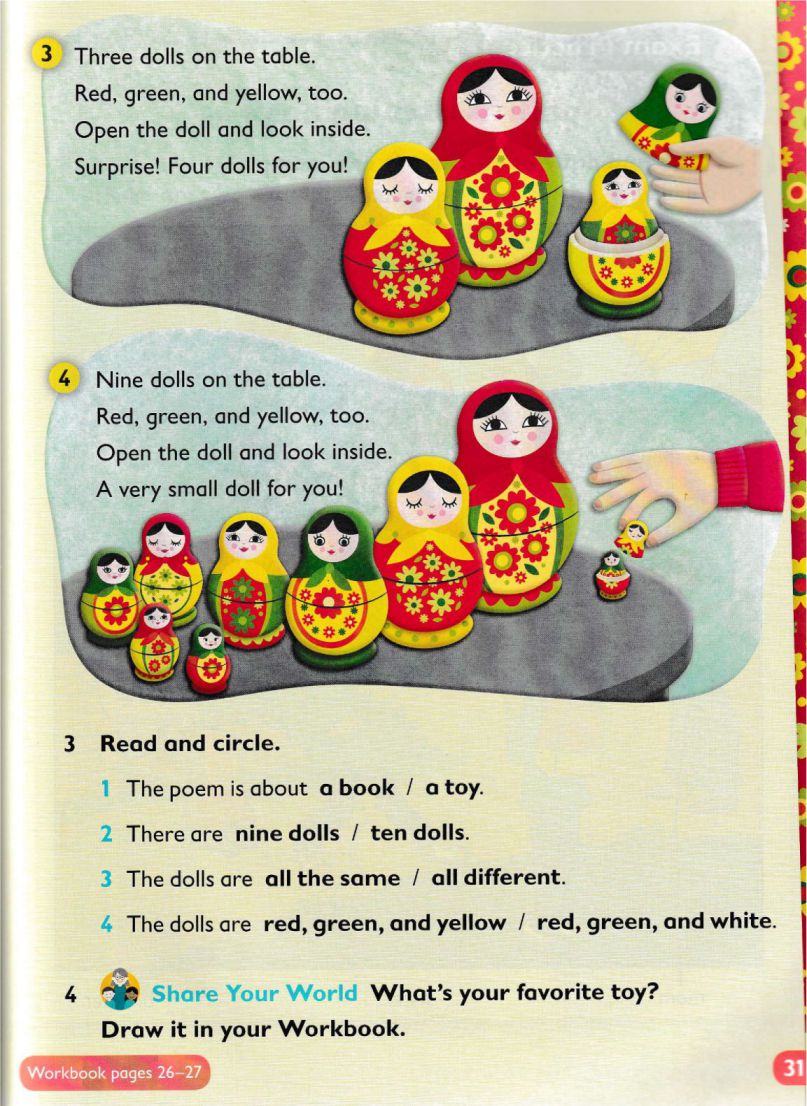 3 Three dolls on the table.
Red, green, and yellow, too.
Open the doll and look inside.
Surprise! Four dolls for you!
4 Nine dolls on the table.
Red, green, and yellow, too.
Open the doll and look inside.
A very small doll for you!
3 Read and circle.
1 The poem is about a book / a toy.
2 There are nine dolls / ten dolls.
3 The dolls are all the same / all different.
4 The dolls are red, green, and yellow / red, green, and white.
4 Share Your World What's your favorite toy?
Draw it in your Workbook.
Workbook pages 26–27
31